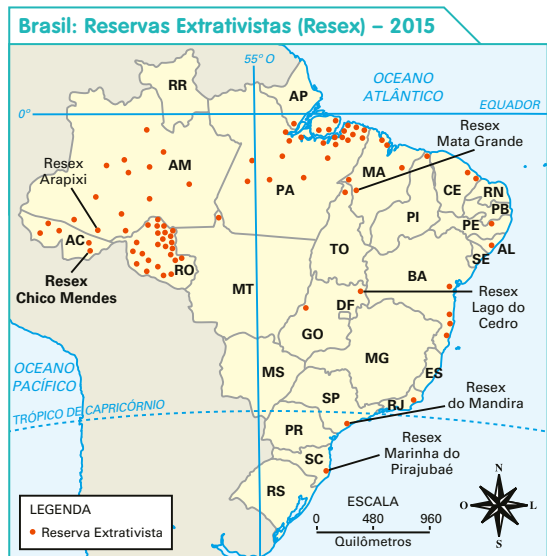 Brasil: Reservas Extrativistas (Resex) – 2015
55° O
OCEANO
ATLÂNTICO
RR
AP
0°
EQUADOR
Resex
Mata Grande
Resex
Arapixi
AM
PA
MA
CE
RN
PB
PE
AL
SE
PI
AC
Resex
Chico Mendes
RO
TO
BA
MT
DF
GO
Resex
Lago do
Cedro
MG
OCEANO
PACÍFICO
MS
ES
SP
RJ
Resex
do Mandira
TRÓPICO DE CAPRICÓRNIO
PR
SC
Resex
Marinha do
Pirajubaé
RS
LEGENDA
Reserva Extrativista
ESCALA
0 480 960
Quilômetros
N
O L
S